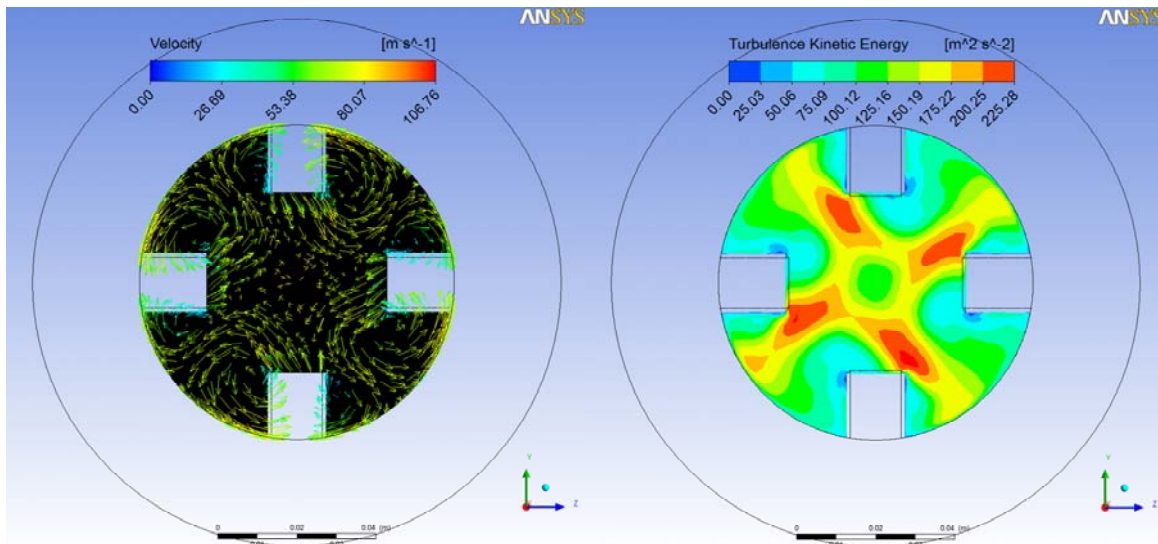 ANSYS
Velocity [m s^-1]
0.00 26.69 53.38 80.07 106.76
Y
Z
0 0.02 0.04 (m)
ANSYS
Turbulence Kinetic Energy [m^2 s^-2]
0.00 25.03 50.06 75.09 100.12 125.16 150.19 175.22 200.25 225.28
Y
Z
0 0.02 0.04 (m)